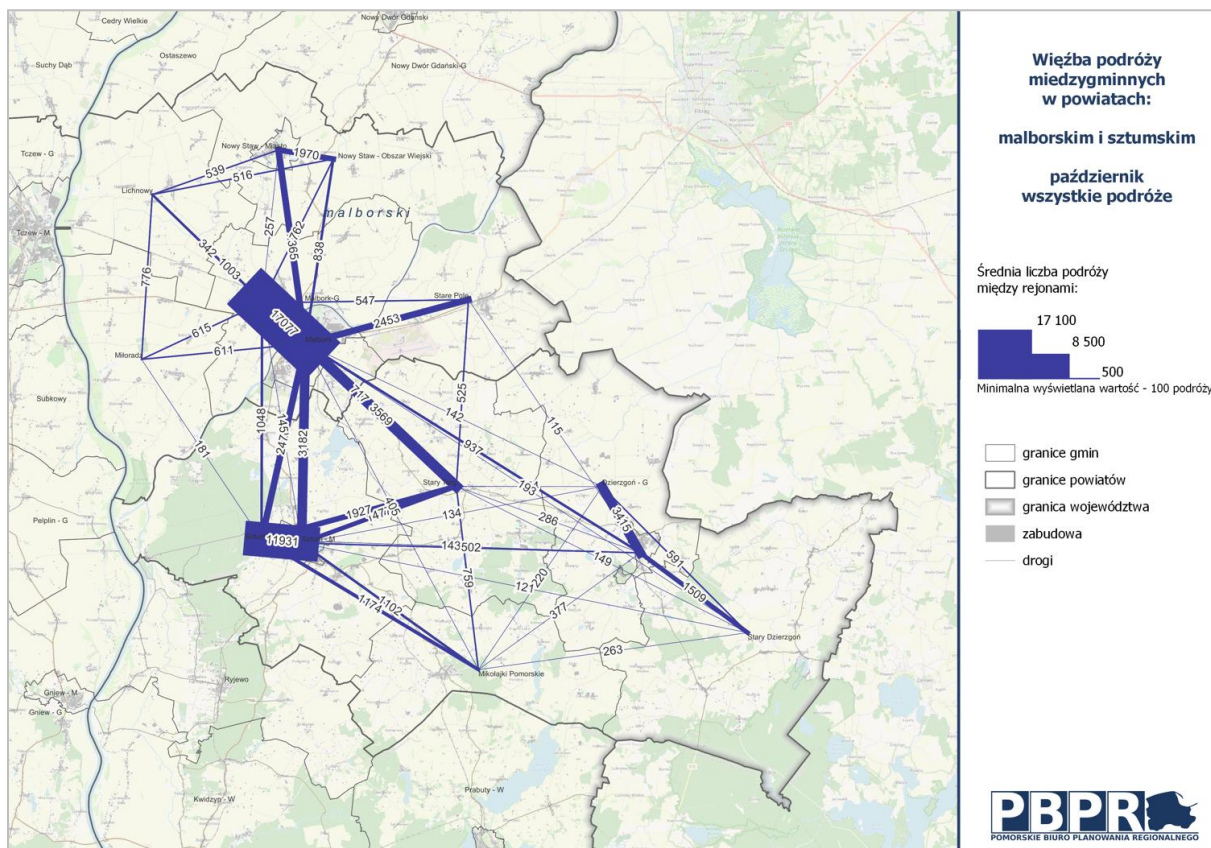 Cedry Wielkie
Nowy Dwór Gdański
Ostaszewo
Suchy Dąb
Nowy Dwór Gdański-G
Tczew - G
Nowy Staw - Miasto
1970
Nowy Staw - Obszar Wiejski
539
516
Lichnowy
malborski
257
762
838
Tczew - M
342
1003
776
Malbork-G
547
Stare Pole
17077
2453
Malbork
615
611
Miłoradz
Subkowy
717
3569
525
142
115
1048
247
3182
937
181
Stary
193
Dzierzgoń - G
Pelplin - G
405
1927
147
134
286
3415
11931
143
502
149
591
759
220
121
1509
1102
1174
377
Stary Dzierzgoń
263
Mikołajki Pomorskie
Ryjewo
Gniew - M
Gniew - G
Prabuty - W
Kwidzyn - W
Więźba podróży
miedzygminnych
w powiatach:
malborskim i sztumskim
październik
wszystkie podróże
Średnia liczba podróży
między rejonami:
17 100
8 500
500
Minimalna wyświetlana wartość - 100 podróży
granice gmin
granice powiatów
granica województwa
zabudowa
drogi
PBPR
POMORSKIE BIURO PLANOWANIA REGIONALNEGO